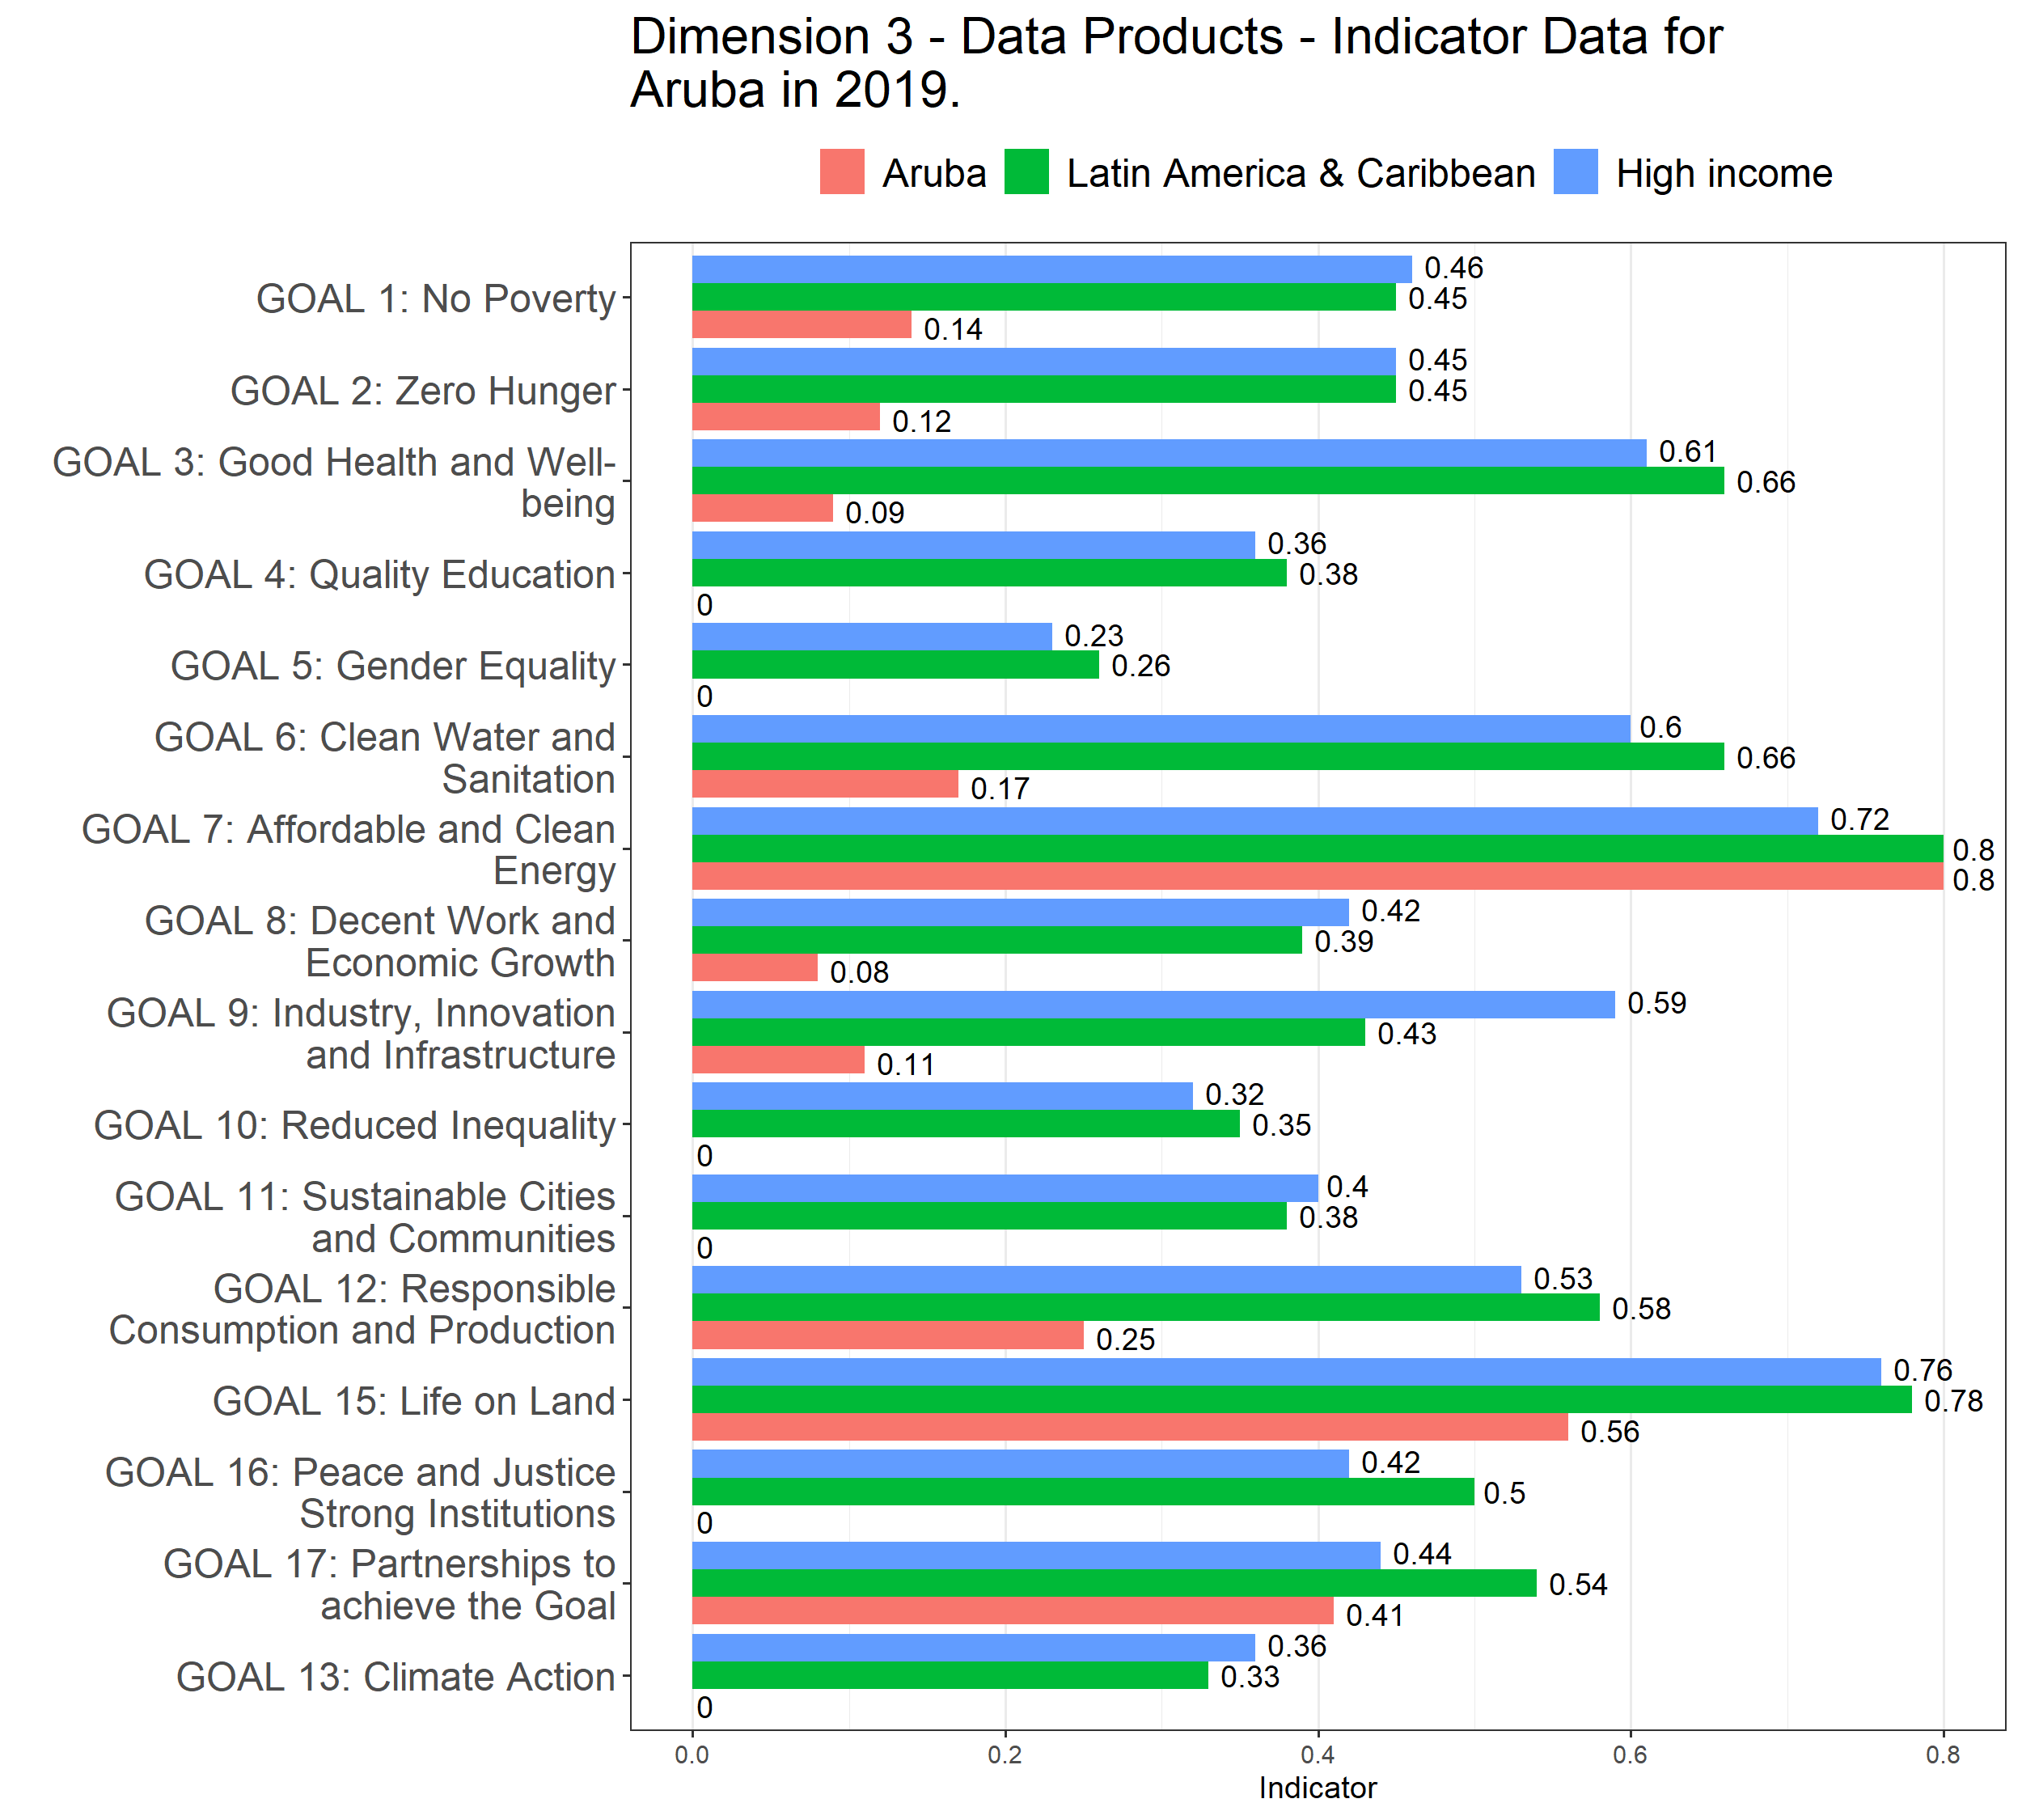 Dimension 3 - Data Products - Indicator Data for
Aruba in 2019.
Aruba
Latin America & Caribbean
High income
GOAL 1: No Poverty
0.46
0.45
0.14
GOAL 2: Zero Hunger
0.45
0.45
0.12
GOAL 3: Good Health and Well-
being
0.61
0.66
0.09
GOAL 4: Quality Education
0.36
0.38
0
GOAL 5: Gender Equality
0.23
0.26
0
GOAL 6: Clean Water and
Sanitation
0.6
0.66
0.17
GOAL 7: Affordable and Clean
Energy
0.72
0.8
0.8
GOAL 8: Decent Work and
Economic Growth
0.42
0.39
0.08
GOAL 9: Industry, Innovation
and Infrastructure
0.59
0.43
0.11
GOAL 10: Reduced Inequality
0.32
0.35
0
GOAL 11: Sustainable Cities
and Communities
0.4
0.38
0
GOAL 12: Responsible
Consumption and Production
0.53
0.58
0.25
GOAL 15: Life on Land
0.76
0.78
0.56
GOAL 16: Peace and Justice
Strong Institutions
0.42
0.5
0
GOAL 17: Partnerships to
achieve the Goal
0.44
0.54
0.41
GOAL 13: Climate Action
0.36
0.33
0
0.0
0.2
0.4
0.6
0.8
Indicator